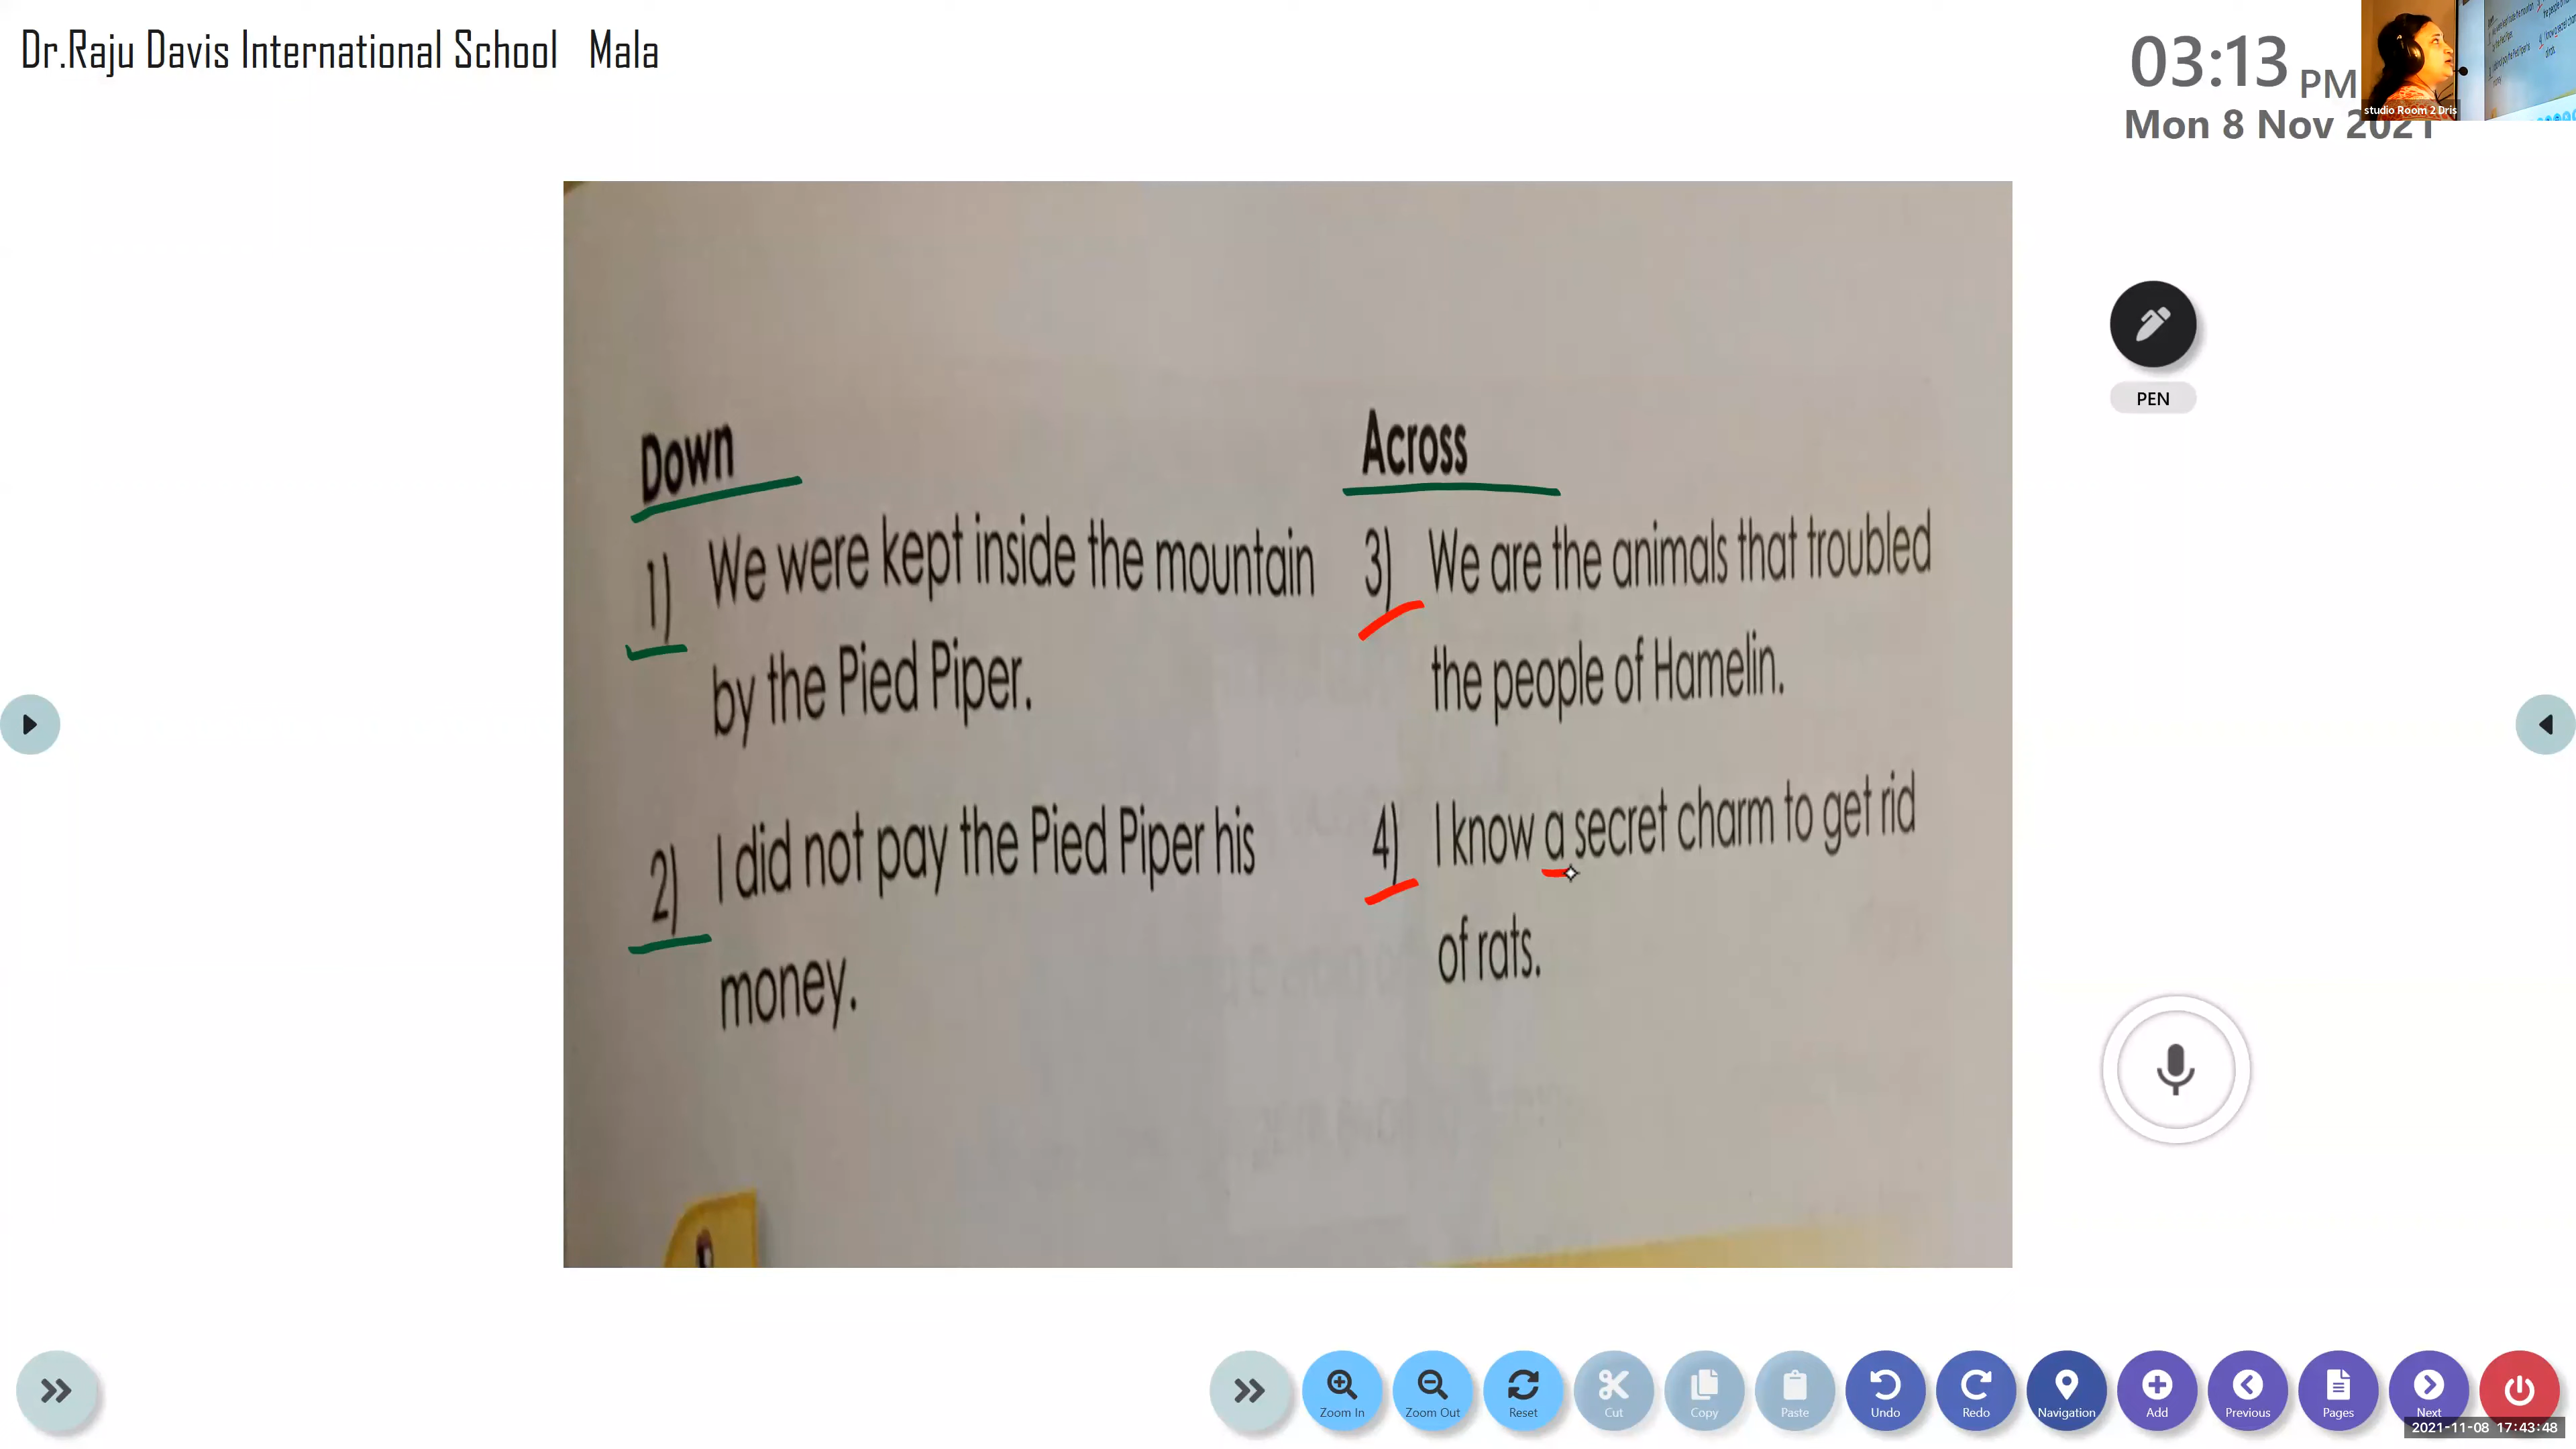 Dr.Raju Davis International School Mala
03:13 PM
Mon 8 Nov 2021
studio Room 2 Dris
PEN
Down
1) We were kept inside the mountain
by the Pied Piper.
2) I did not pay the Pied Piper his
money.
Across
3) We are the animals that troubled
the people of Hamelin.
4) I know a secret charm to get rid
of rats.
Zoom In
Zoom Out
Reset
Cut
Copy
Paste
Undo
Redo
Navigation
Add
Previous
Pages
Next
2021-11-08 17:43:48